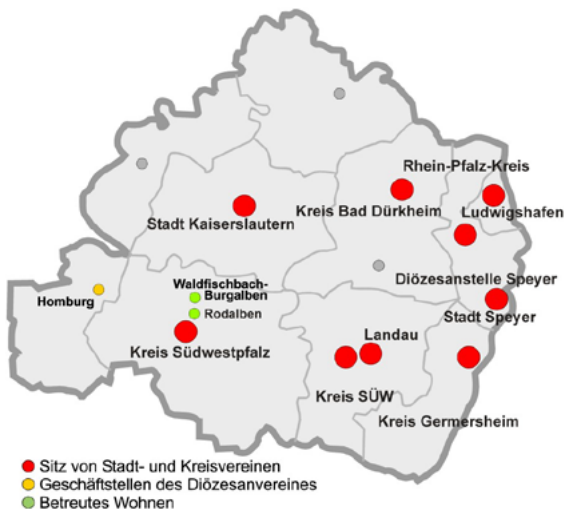 Rhein-Pfalz-Kreis
Stadt Kaiserslautern
Kreis Bad Dürkheim
Ludwigshafen
Homburg
Waldfischbach-
Burgalben
Rodalben
Kreis Südwestpfalz
Diözesanstelle Speyer
Stadt Speyer
Landau
Kreis SÜW
Kreis Germersheim
Sitz von Stadt- und Kreisvereinen
Geschäftstellen des Diözesanvereines
Betreutes Wohnen